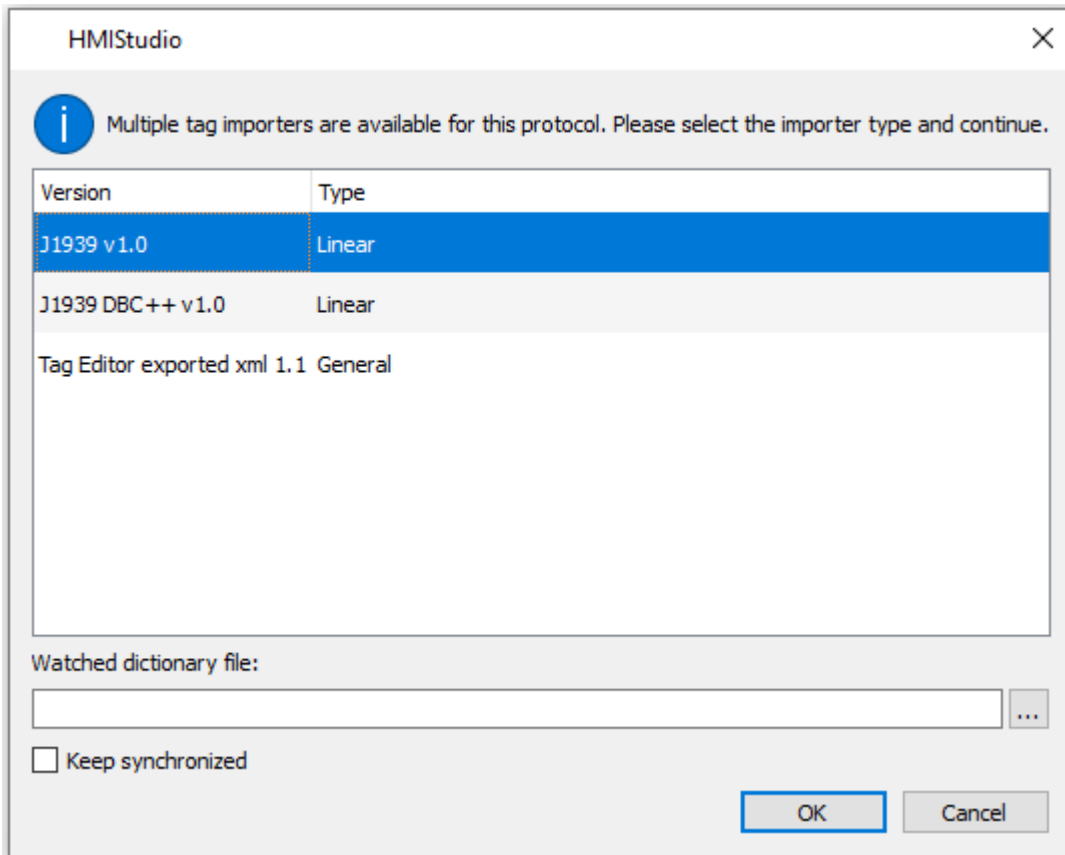 HMIStudio
Multiple tag importers are available for this protocol. Please select the importer type and continue.
Version Type
J1939 v1.0 Linear
J1939 DBC++ v1.0 Linear
Tag Editor exported xml 1.1 General
Watched dictionary file:
...
Keep synchronized
OK Cancel